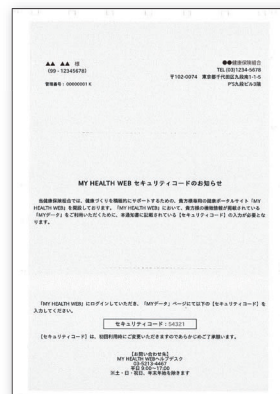 ▲▲ ▲▲ 様
(99 - 12345678)
管理番号: 00000001 K
●●健康保険組合
TEL (03)1234-5678
〒102-0074 東京都千代田区九段南1-1-5
P'S九段ビル3階
MY HEALTH WEB セキュリティコードのお知らせ
当健康保険組合では、健康づくりを積極的にサポートするための、貴方様専用の健康ポータルサイト「MY
HEALTH WEB」を開設しております。「MY HEALTH WEB」において、貴方様の機微情報が掲載されている
「MYデータ」をご利用いただくために、本通知書に記載されている【セキュリティコード】の入力が必要とな
ります。
「MY HEALTH WEB」にログインしていただき、「MYデータ」ページにて以下の【セキュリティコード】を
入力してください。
セキュリティコード：54321
【セキュリティコード】は、初回利用時にご変更いただきますのであらかじめご了承願います。
【お問い合わせ先】
MY HEALTH WEBヘルプデスク
03-5213-4467
平日 9:00～17:00
※土・日・祝日、年末年始を除きます